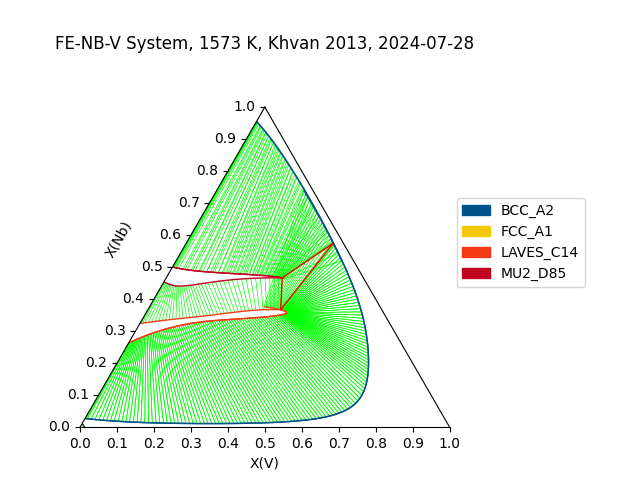 FE-NB-V System, 1573 K, Khvan 2013, 2024-07-28
1.0
0.9
0.8
0.7
0.6
0.5
0.4
0.3
0.2
0.1
0.0
X(Nb)
0.0 0.1 0.2 0.3 0.4 0.5 0.6 0.7 0.8 0.9 1.0
X(V)
BCC_A2
FCC_A1
LAVES_C14
MU2_D85